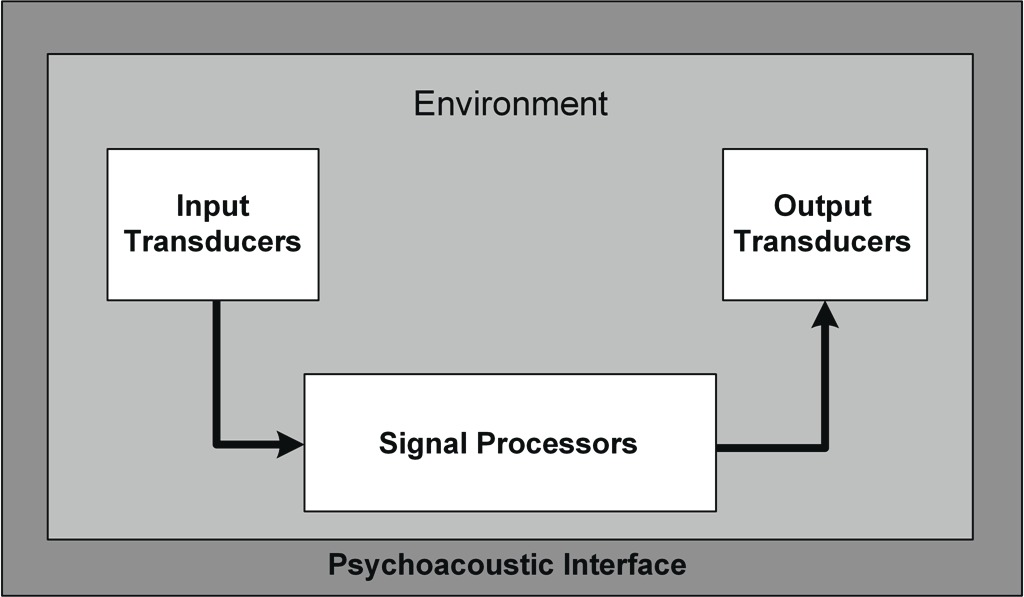 Environment
Input
Transducers
Output
Transducers
Signal Processors
Psychoacoustic Interface